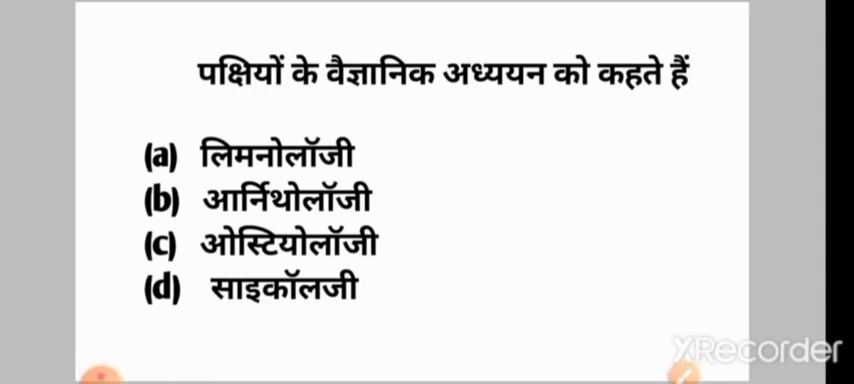 पक्षियों के वैज्ञानिक अध्ययन को कहते हैं
(a) लिमनोलॉजी
(b) आर्निथोलॉजी
(c) ओस्टियोलॉजी
(d) साइकॉलजी
XRecorder